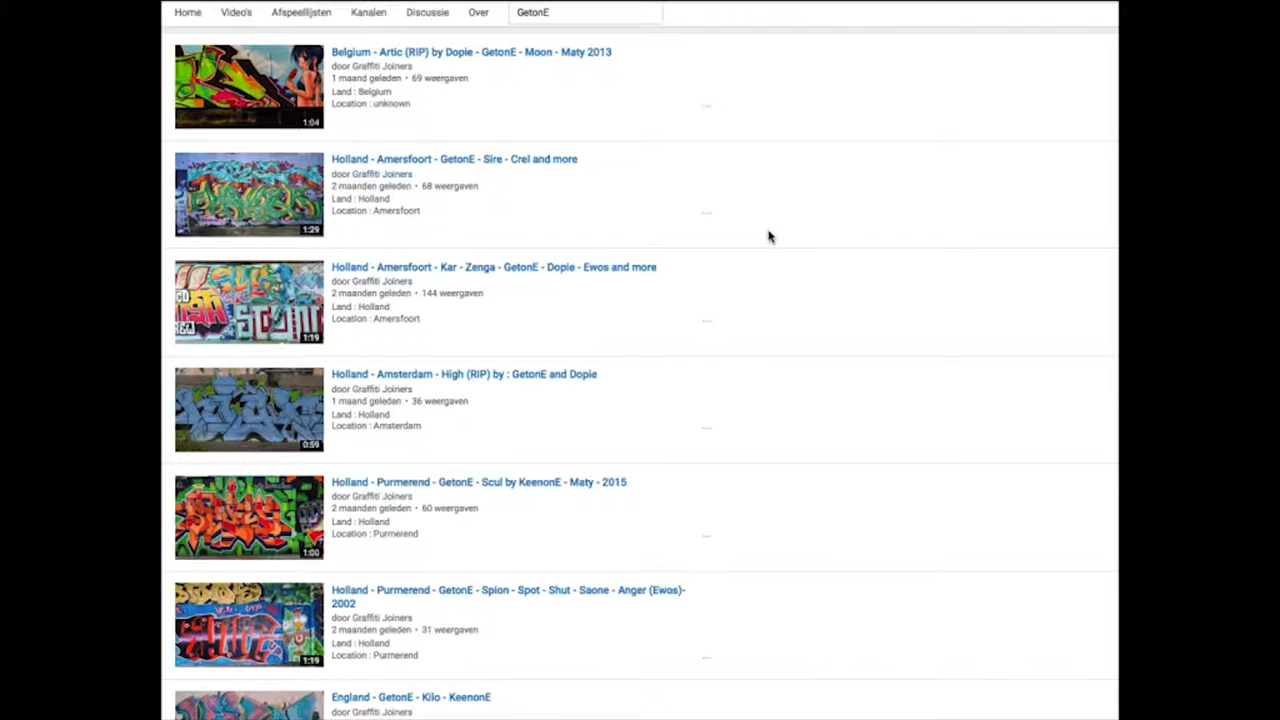 Home Video's Afspeellijsten Kanalen Discussie Over GetonE
Belgium - Artic (RIP) by Dopie - GetonE - Moon - Maty 2013
door Graffiti Joiners
1 maand geleden • 69 weergaven
Land : Belgium
Location : unknown
1:04
Holland - Amersfoort - GetonE - Sire - Crel and more
door Graffiti Joiners
2 maanden geleden • 68 weergaven
Land : Holland
Location : Amersfoort
1:29
Holland - Amersfoort - Kar - Zenga - GetonE - Dopie - Ewos and more
door Graffiti Joiners
2 maanden geleden • 144 weergaven
Land : Holland
Location : Amersfoort
1:19
Holland - Amsterdam - High (RIP) by : GetonE and Dopie
door Graffiti Joiners
1 maand geleden • 36 weergaven
Land : Holland
Location : Amsterdam
0:59
Holland - Purmerend - GetonE - Scul by KeenonE - Maty - 2015
door Graffiti Joiners
2 maanden geleden • 60 weergaven
Land : Holland
Location : Purmerend
1:00
Holland - Purmerend - GetonE - Spion - Spot - Shut - Saone - Anger (Ewos)-
2002
door Graffiti Joiners
2 maanden geleden • 31 weergaven
Land : Holland
Location : Purmerend
1:19
England - GetonE - Kilo - KeenonE
door Graffiti Joiners